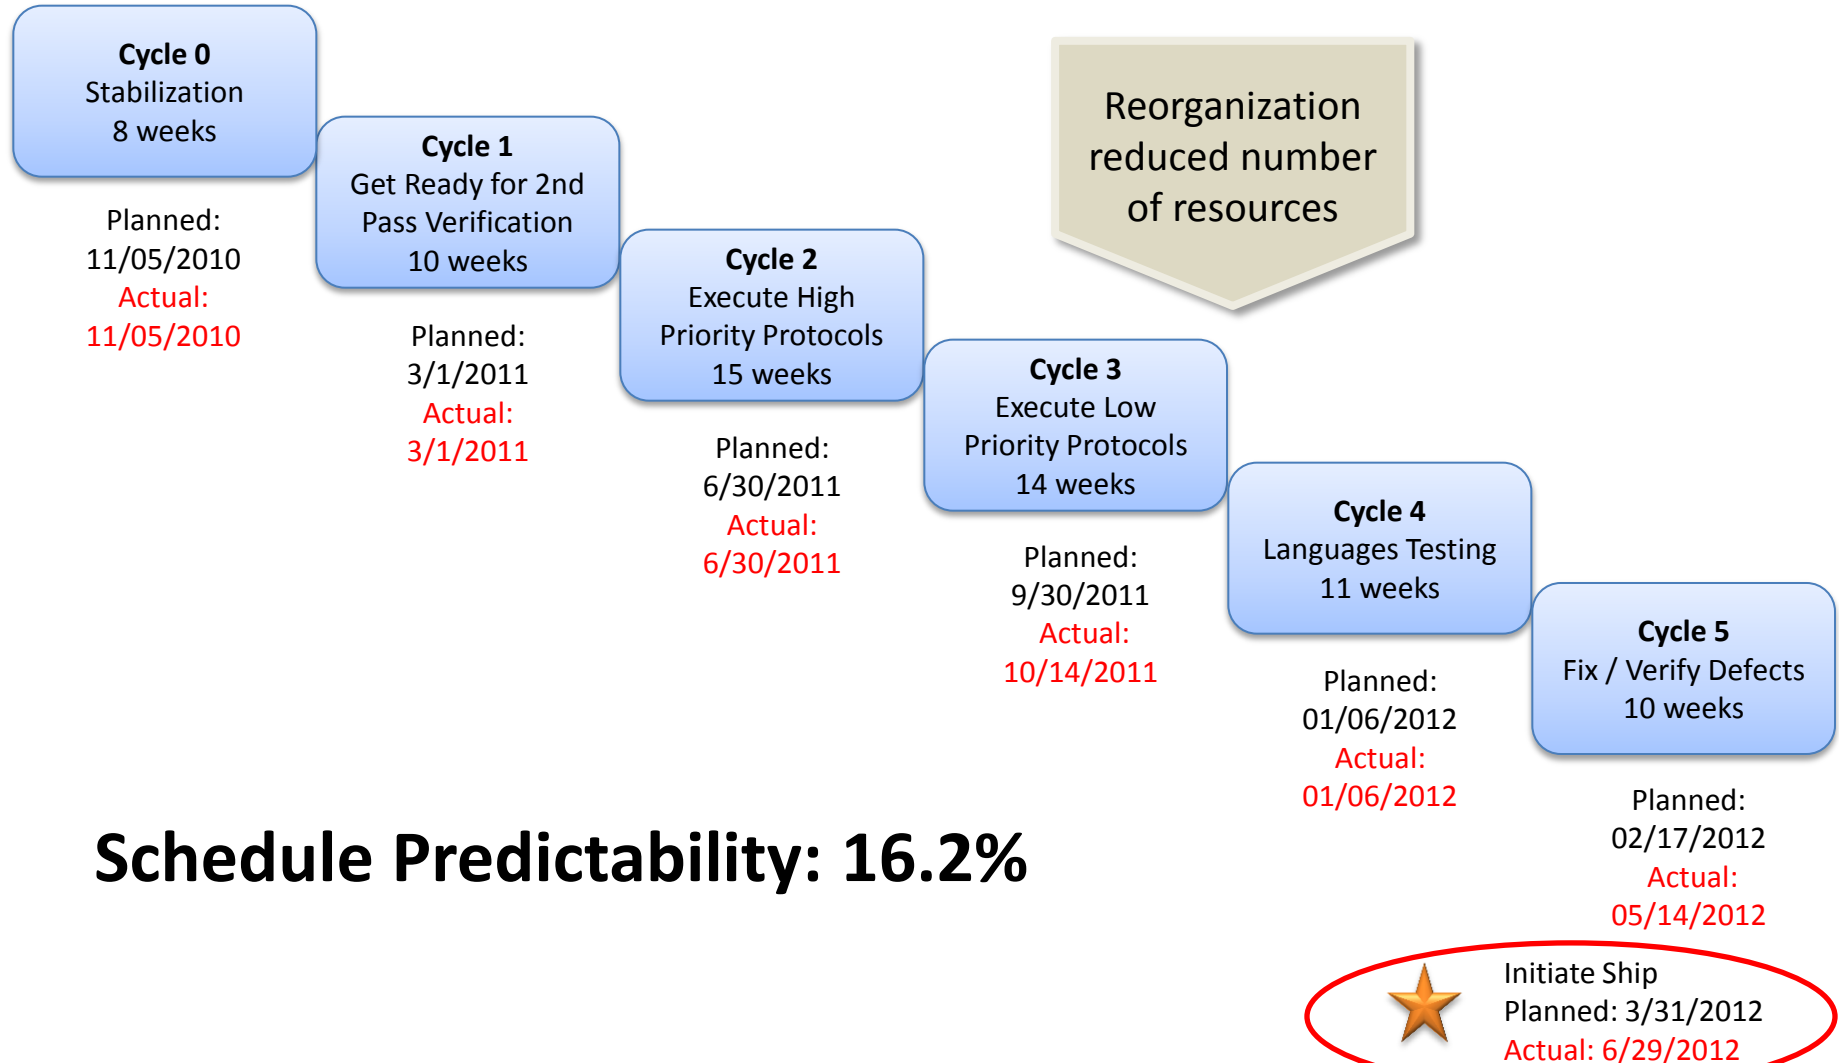 Cycle 0
Stabilization
8 weeks
Planned:
11/05/2010
Actual:
11/05/2010
Cycle 1
Get Ready for 2nd
Pass Verification
10 weeks
Planned:
3/1/2011
Actual:
3/1/2011
Cycle 2
Execute High
Priority Protocols
15 weeks
Planned:
6/30/2011
Actual:
6/30/2011
Reorganization
reduced number
of resources
Cycle 3
Execute Low
Priority Protocols
14 weeks
Planned:
9/30/2011
Actual:
10/14/2011
Cycle 4
Languages Testing
11 weeks
Planned:
01/06/2012
Actual:
01/06/2012
Cycle 5
Fix / Verify Defects
10 weeks
Planned:
02/17/2012
Actual:
05/14/2012
Schedule Predictability: 16.2%
Initiate Ship
Planned: 3/31/2012
Actual: 6/29/2012